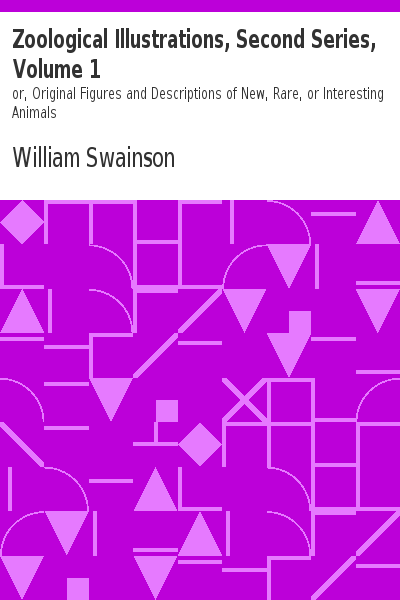 Zoological Illustrations, Second Series,
Volume 1
or, Original Figures and Descriptions of New, Rare, or Interesting
Animals
William Swainson